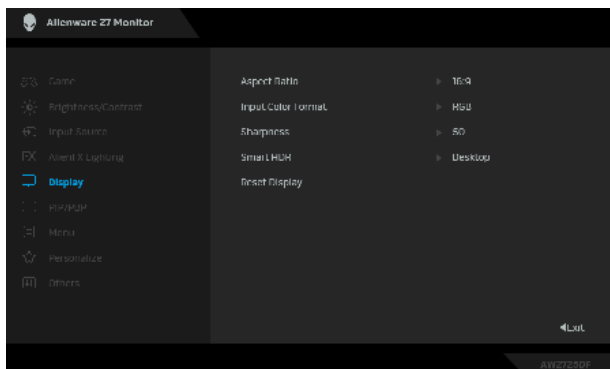 Alienware 27 Monitor
Game
Brightness/Contrast
Input Source
AlienFX Lighting
Display
PIP/PBP
Menu
Personalize
Others
Aspect Ratio 16:9
Input Color Format RGB
Sharpness 50
Smart HDR Desktop
Reset Display
Exit
AW2725DF